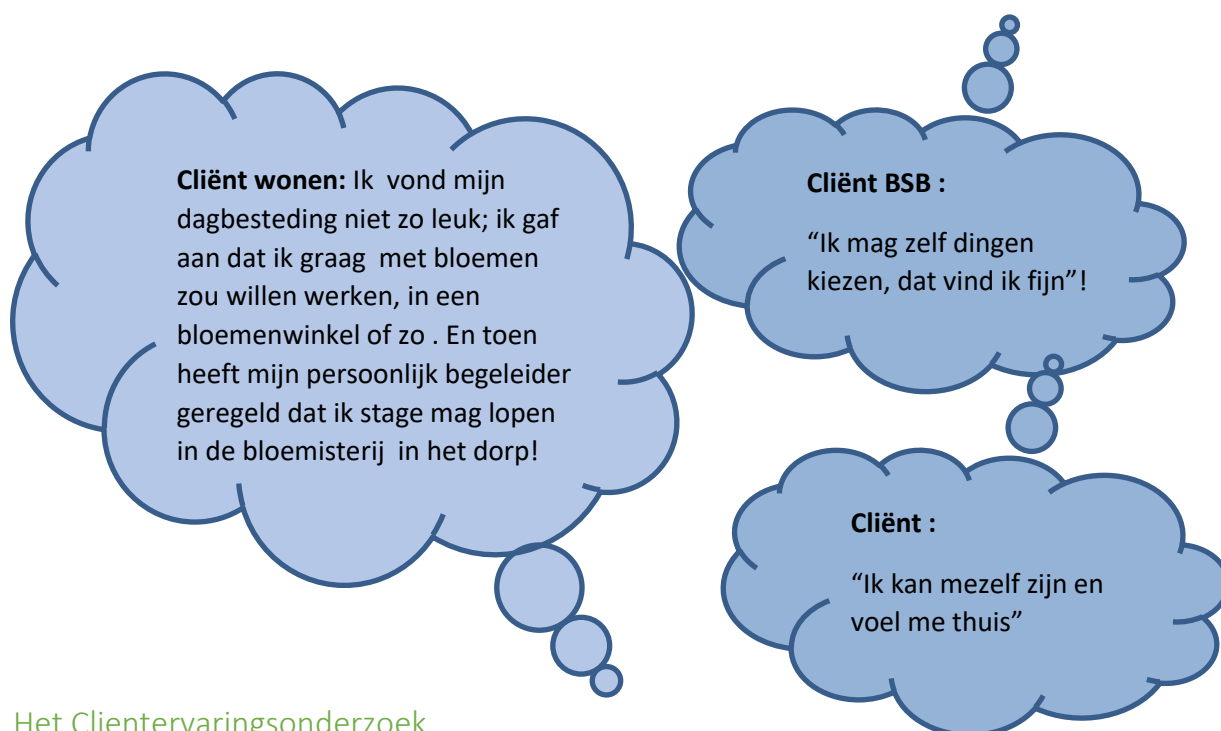 Cliënt wonen: Ik vond mijn
dagbesteding niet zo leuk; ik gaf
aan dat ik graag met bloemen
zou willen werken, in een
bloemenwinkel of zo . En toen
heeft mijn persoonlijk begeleider
geregeld dat ik stage mag lopen
in de bloemisterij in het dorp!
Cliënt BSB :
“Ik mag zelf dingen
kiezen, dat vind ik fijn”!
Cliënt :
“Ik kan mezelf zijn en
voel me thuis”
Het Clientervaringsonderzoek